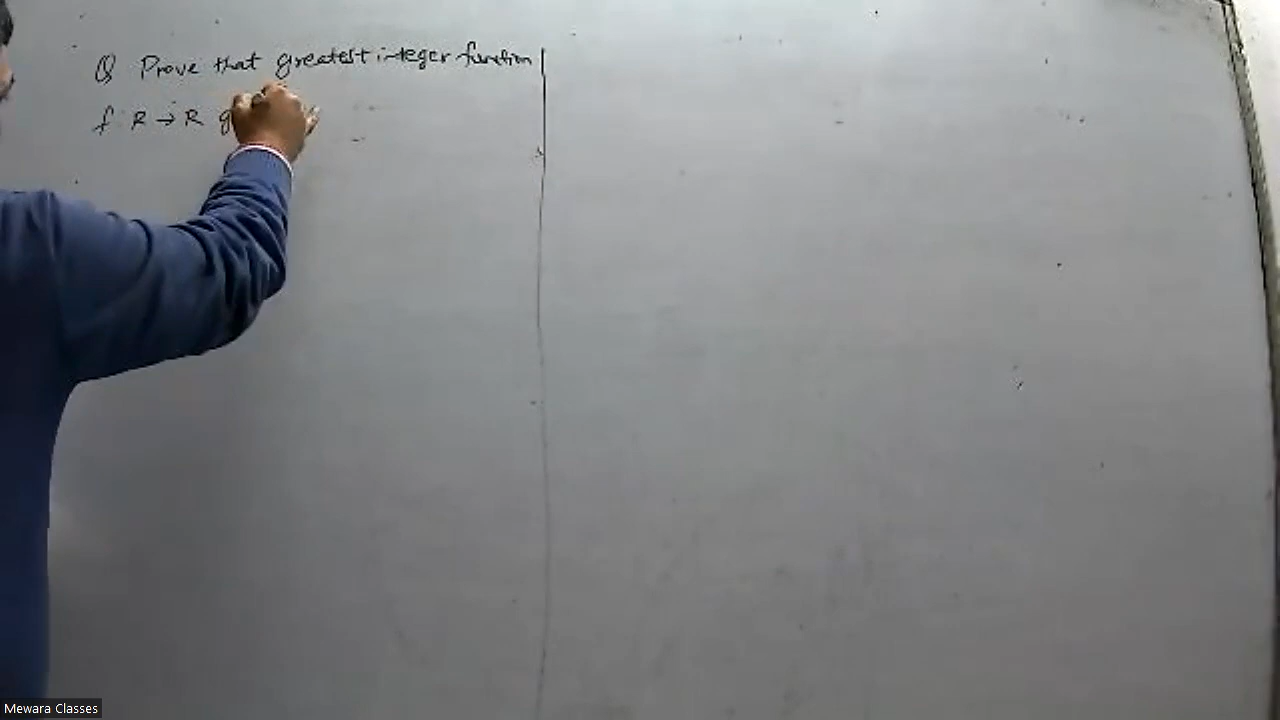 Q Prove that greatest integer function
f: R → R
Mewara Classes